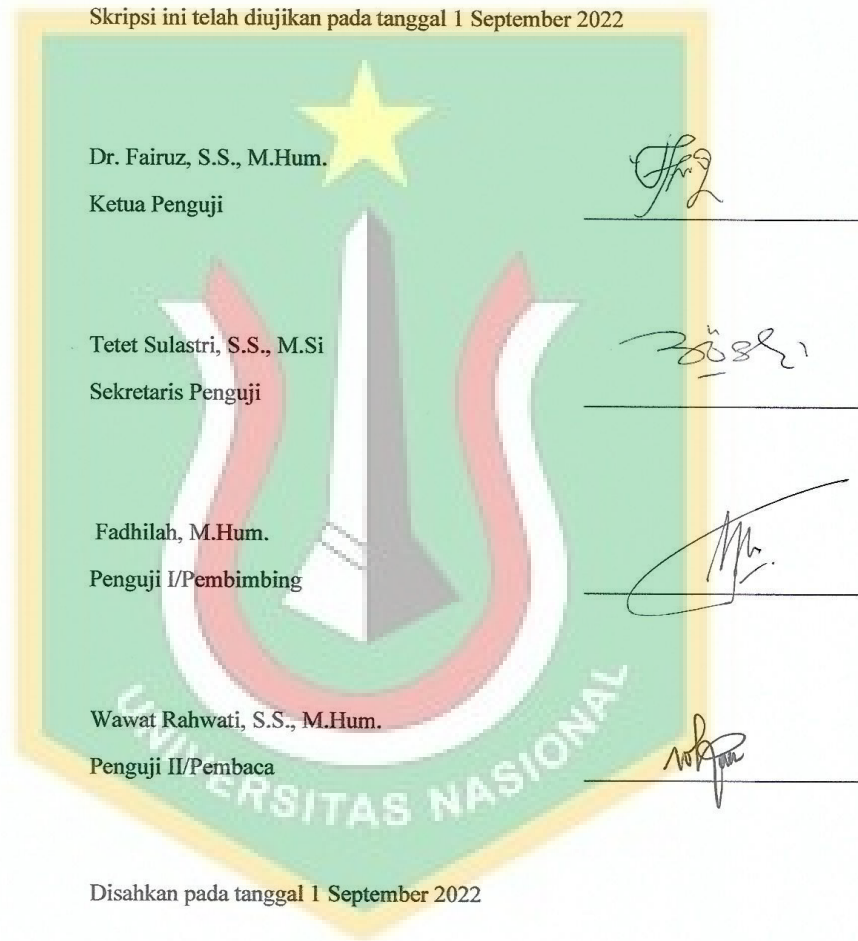 Skripsi ini telah diujikan pada tanggal 1 September 2022
Dr. Fairuz, S.S., M.Hum.
Ketua Penguji
Tetet Sulastri, S.S., M.Si
Sekretaris Penguji
Fadhilah, M.Hum.
Penguji I/Pembimbing
Wawat Rahwati, S.S., M.Hum.
Penguji II/Pembaca
UNIVERSITAS NASIONAL
Disahkan pada tanggal 1 September 2022